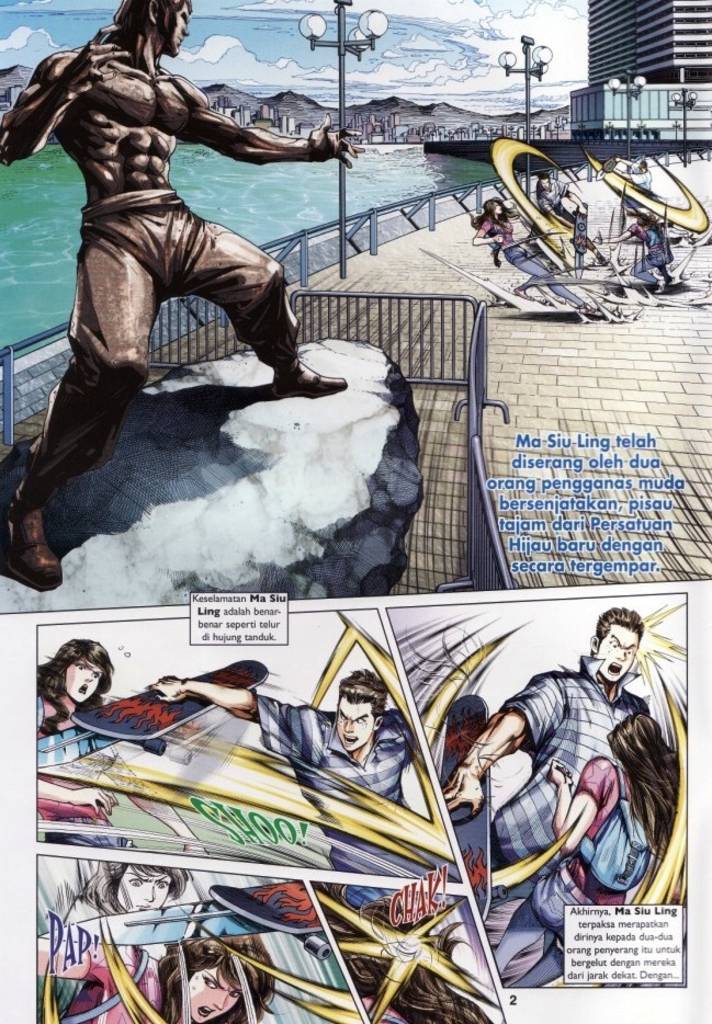 Ma Siu Ling telah
diserang oleh dua
orang pengganas muda
bersenjatakan, pisau
tajam dari Persatuan
Hijau baru dengan
secara tergempar.
Keselamatan Ma Siu
Ling adalah benar-
benar seperti telur
di hujung tanduk.
SHOO!
PAP!
CHAK!
Akhirnya, Ma Siu Ling
terpaksa merapatkan
dirinya kepada dua-dua
orang penyerang itu untuk
bergelut dengan mereka
dari jarak dekat. Dengan...
2